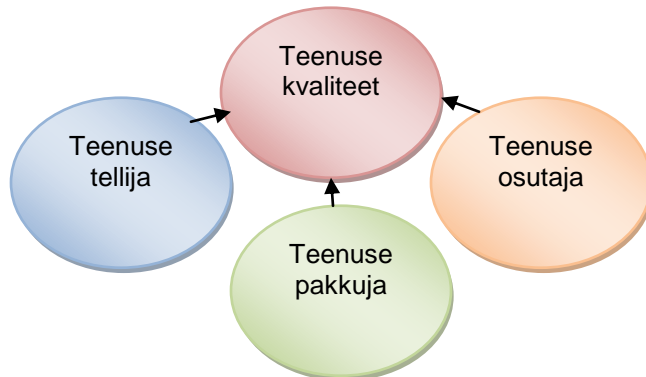 Teenuse
kvaliteet
Teenuse
tellija
Teenuse
osutaja
Teenuse
pakkuja